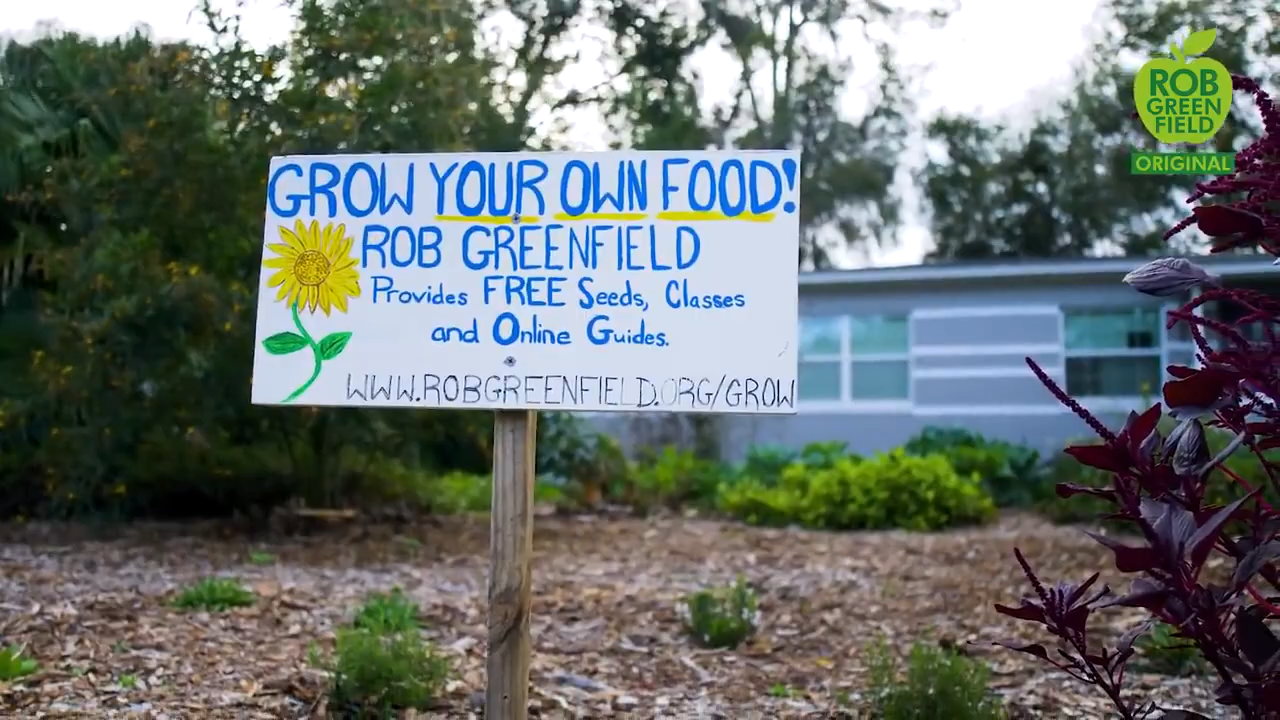 GROW YOUR OWN FOOD!
ROB GREENFIELD
Provides FREE Seeds, Classes
and Online Guides.
WWW.ROBGREENFIELD.ORG/GROW
ROB
GREEN
FIELD
ORIGINAL